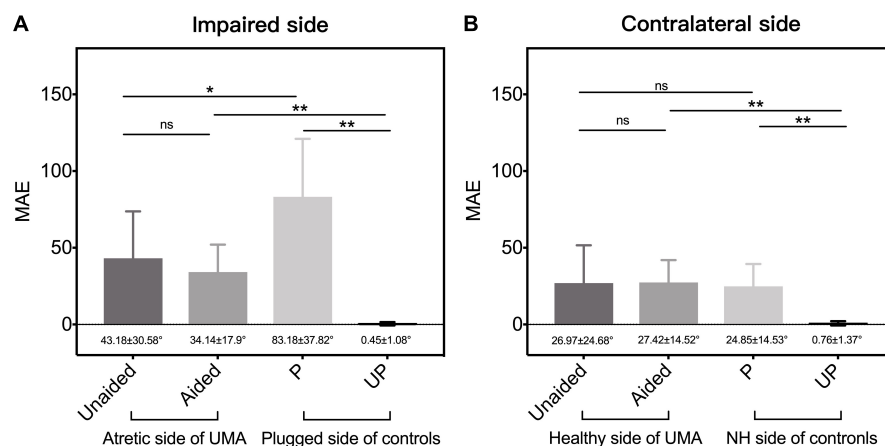 A
Impaired side
MAE
150
100
50
0
*
**
ns
**
43.18±30.58°
34.14±17.9°
83.18±37.82°
0.45±1.08°
Unaided
Aided
P
UP
Atretic side of UMA
Plugged side of controls
B
Contralateral side
MAE
150
100
50
0
ns
**
ns
**
26.97±24.68°
27.42±14.52°
24.85±14.53°
0.76±1.37°
Unaided
Aided
P
UP
Healthy side of UMA
NH side of contronls